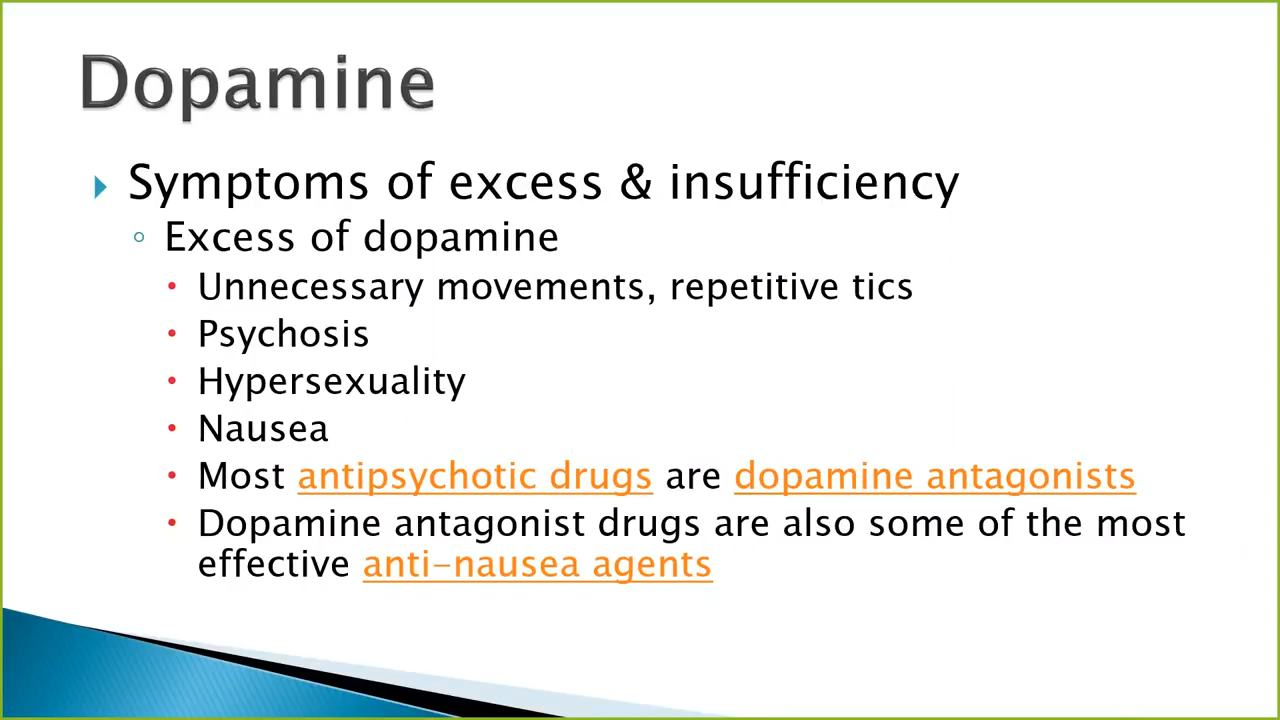 Dopamine
Symptoms of excess & insufficiency
Excess of dopamine
Unnecessary movements, repetitive tics
Psychosis
Hypersexuality
Nausea
Most antipsychotic drugs are dopamine antagonists
Dopamine antagonist drugs are also some of the most
effective anti-nausea agents